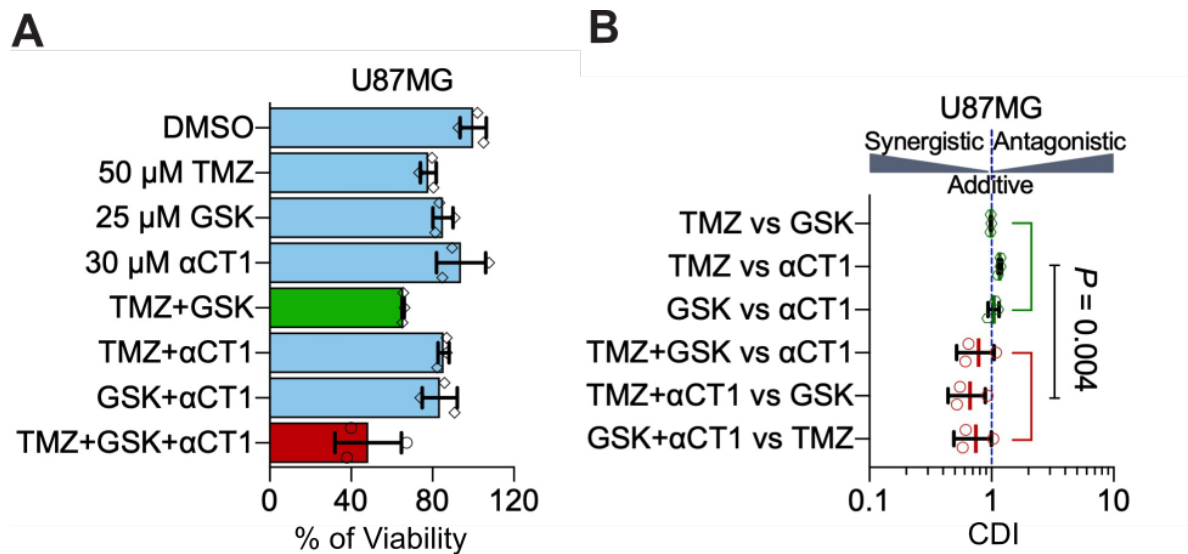 A
U87MG
DMSO
50 µM TMZ
25 µM GSK
30 µM αCT1
TMZ+GSK
TMZ+αCT1
GSK+αCT1
TMZ+GSK+αCT1
0 40 80 120
% of Viability
B
U87MG
Synergistic Antagonistic
Additive
TMZ vs GSK
TMZ vs αCT1
GSK vs αCT1
TMZ+GSK vs αCT1
TMZ+αCT1 vs GSK
GSK+αCT1 vs TMZ
P = 0.004
0.1 1 10
CDI